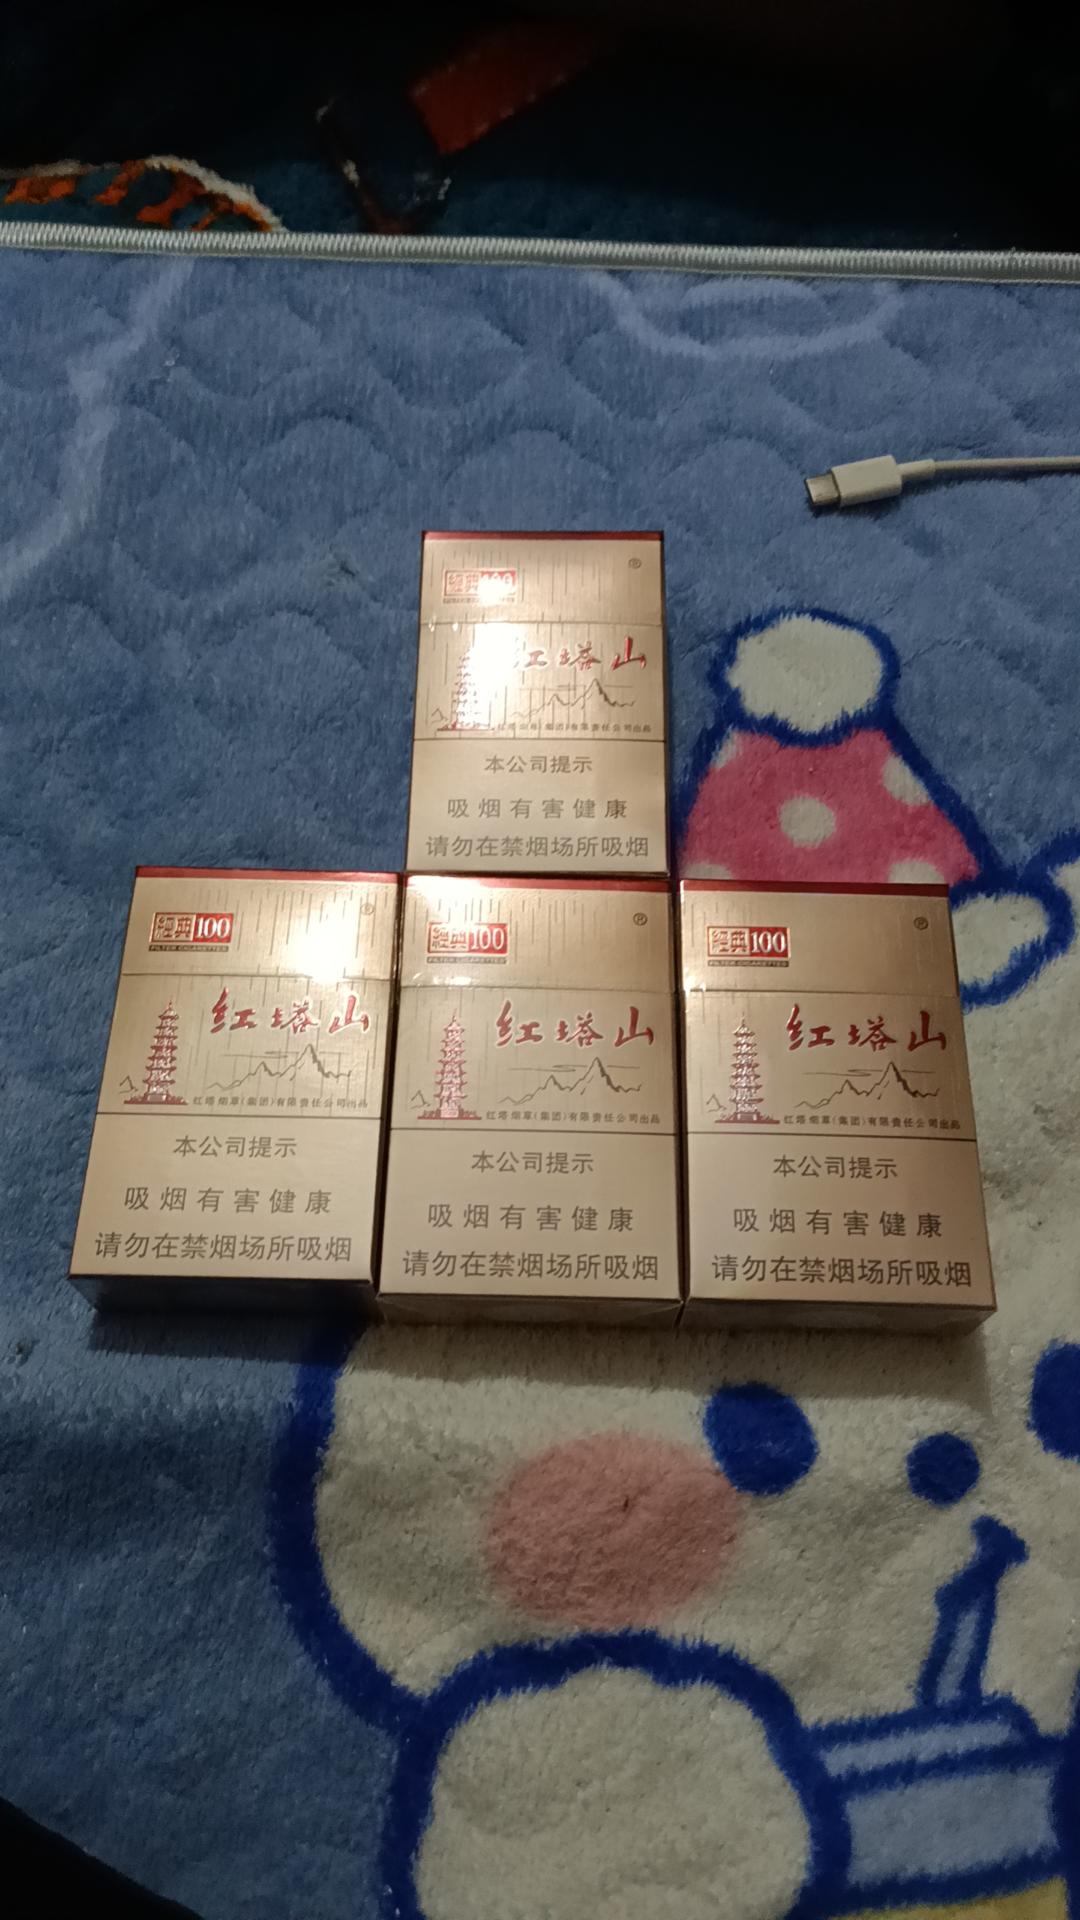 經典100
®
红塔山
红塔烟草(集团)有限责任公司出品
本公司提示
吸烟有害健康
请勿在禁烟场所吸烟
經典100
FILTER CIGARETTES
®
红塔山
红塔烟草(集团)有限责任公司出品
本公司提示
吸烟有害健康
请勿在禁烟场所吸烟
經典100
FILTER CIGARETTES
®
红塔山
红塔烟草(集团)有限责任公司出品
本公司提示
吸烟有害健康
请勿在禁烟场所吸烟
經典100
FILTER CIGARETTES
®
红塔山
红塔烟草(集团)有限责任公司出品
本公司提示
吸烟有害健康
请勿在禁烟场所吸烟